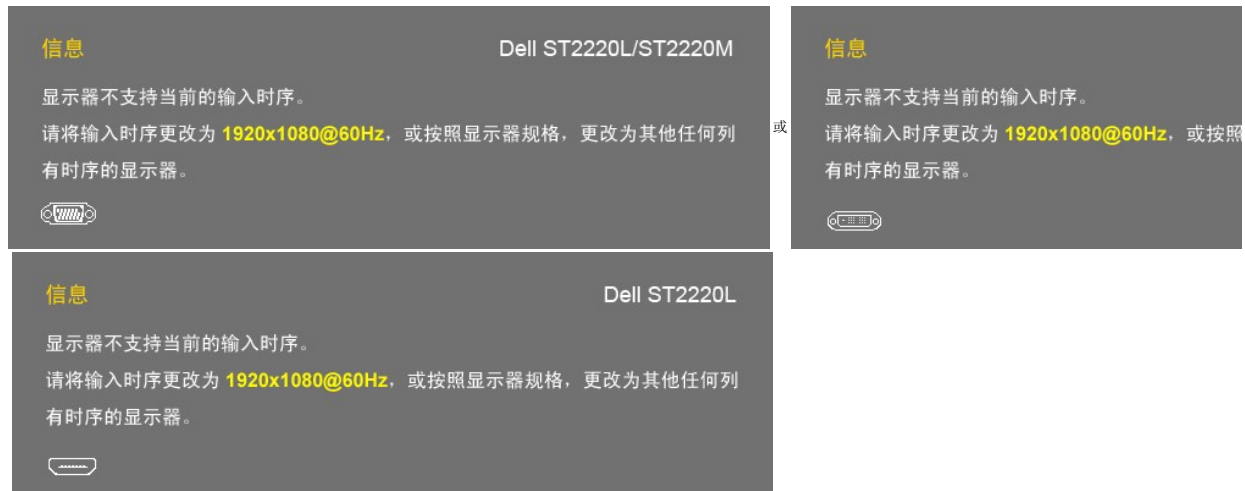 信息
Dell ST2220L/ST2220M
显示器不支持当前的输入时序。
请将输入时序更改为 1920x1080@60Hz，或按照显示器规格，更改为其他任何列
有时序的显示器。
或
信息
显示器不支持当前的输入时序。
请将输入时序更改为 1920x1080@60Hz，或按照
有时序的显示器。
信息
Dell ST2220L
显示器不支持当前的输入时序。
请将输入时序更改为 1920x1080@60Hz，或按照显示器规格，更改为其他任何列
有时序的显示器。